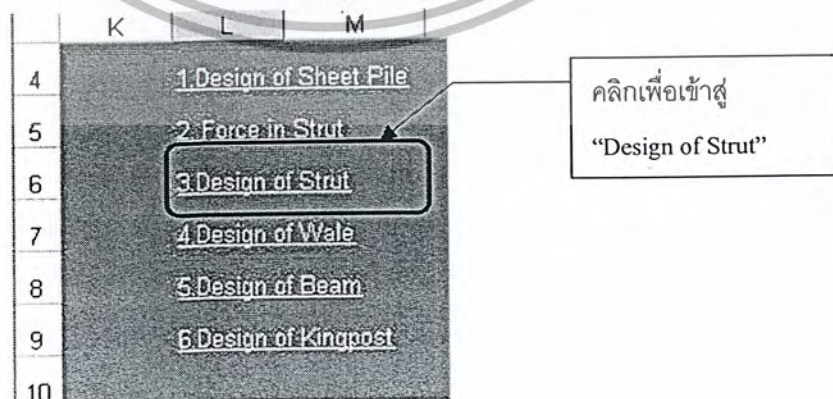 K L M
4 1.Design of Sheet Pile
5 2.Force in Strut
6 3.Design of Strut
7 4.Design of Wale
8 5.Design of Beam
9 6.Design of Kingpost
10
คลิกเพื่อเข้าสู่
“Design of Strut”